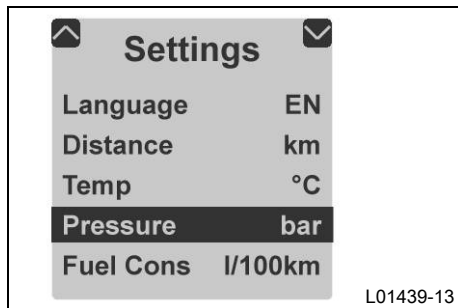 Settings
Language EN
Distance km
Temp °C
Pressure bar
Fuel Cons l/100km
L01439-13